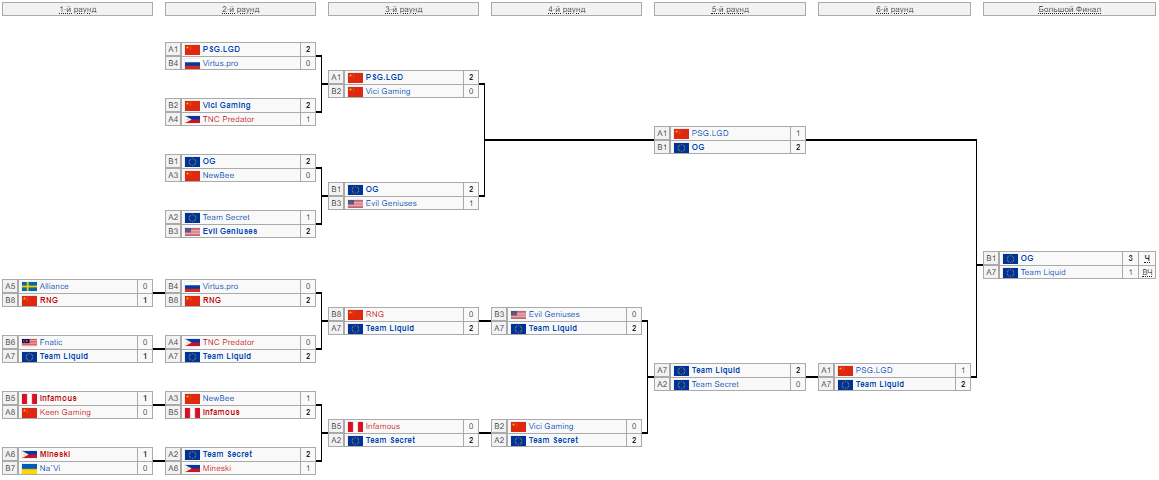 1-й раунд 2-й раунд 3-й раунд 4-й раунд 5-й раунд 6-й раунд Большой Финал
A1 PSG.LGD 2
B4 Virtus.pro 0
A1 PSG.LGD 2
B2 Vici Gaming 0
B2 Vici Gaming 2
A4 TNC Predator 1
A1 PSG.LGD 1
B1 OG 2
B1 OG 2
A3 NewBee 0
B1 OG 2
B3 Evil Geniuses 1
A2 Team Secret 1
B3 Evil Geniuses 2
B1 OG 3 Ч
A7 Team Liquid 1 ВЧ
A5 Alliance 0
B8 RNG 1
B4 Virtus.pro 0
B8 RNG 2
B8 RNG 0
A7 Team Liquid 2
B3 Evil Geniuses 0
A7 Team Liquid 2
B6 Fnatic 0
A7 Team Liquid 1
A4 TNC Predator 0
A7 Team Liquid 2
A7 Team Liquid 2
A2 Team Secret 0
A1 PSG.LGD 1
A7 Team Liquid 2
B5 Infamous 1
A8 Keen Gaming 0
A3 NewBee 1
B5 Infamous 2
B5 Infamous 0
A2 Team Secret 2
B2 Vici Gaming 0
A2 Team Secret 2
A6 Mineski 1
B7 Na`Vi 0
A2 Team Secret 2
A6 Mineski 1